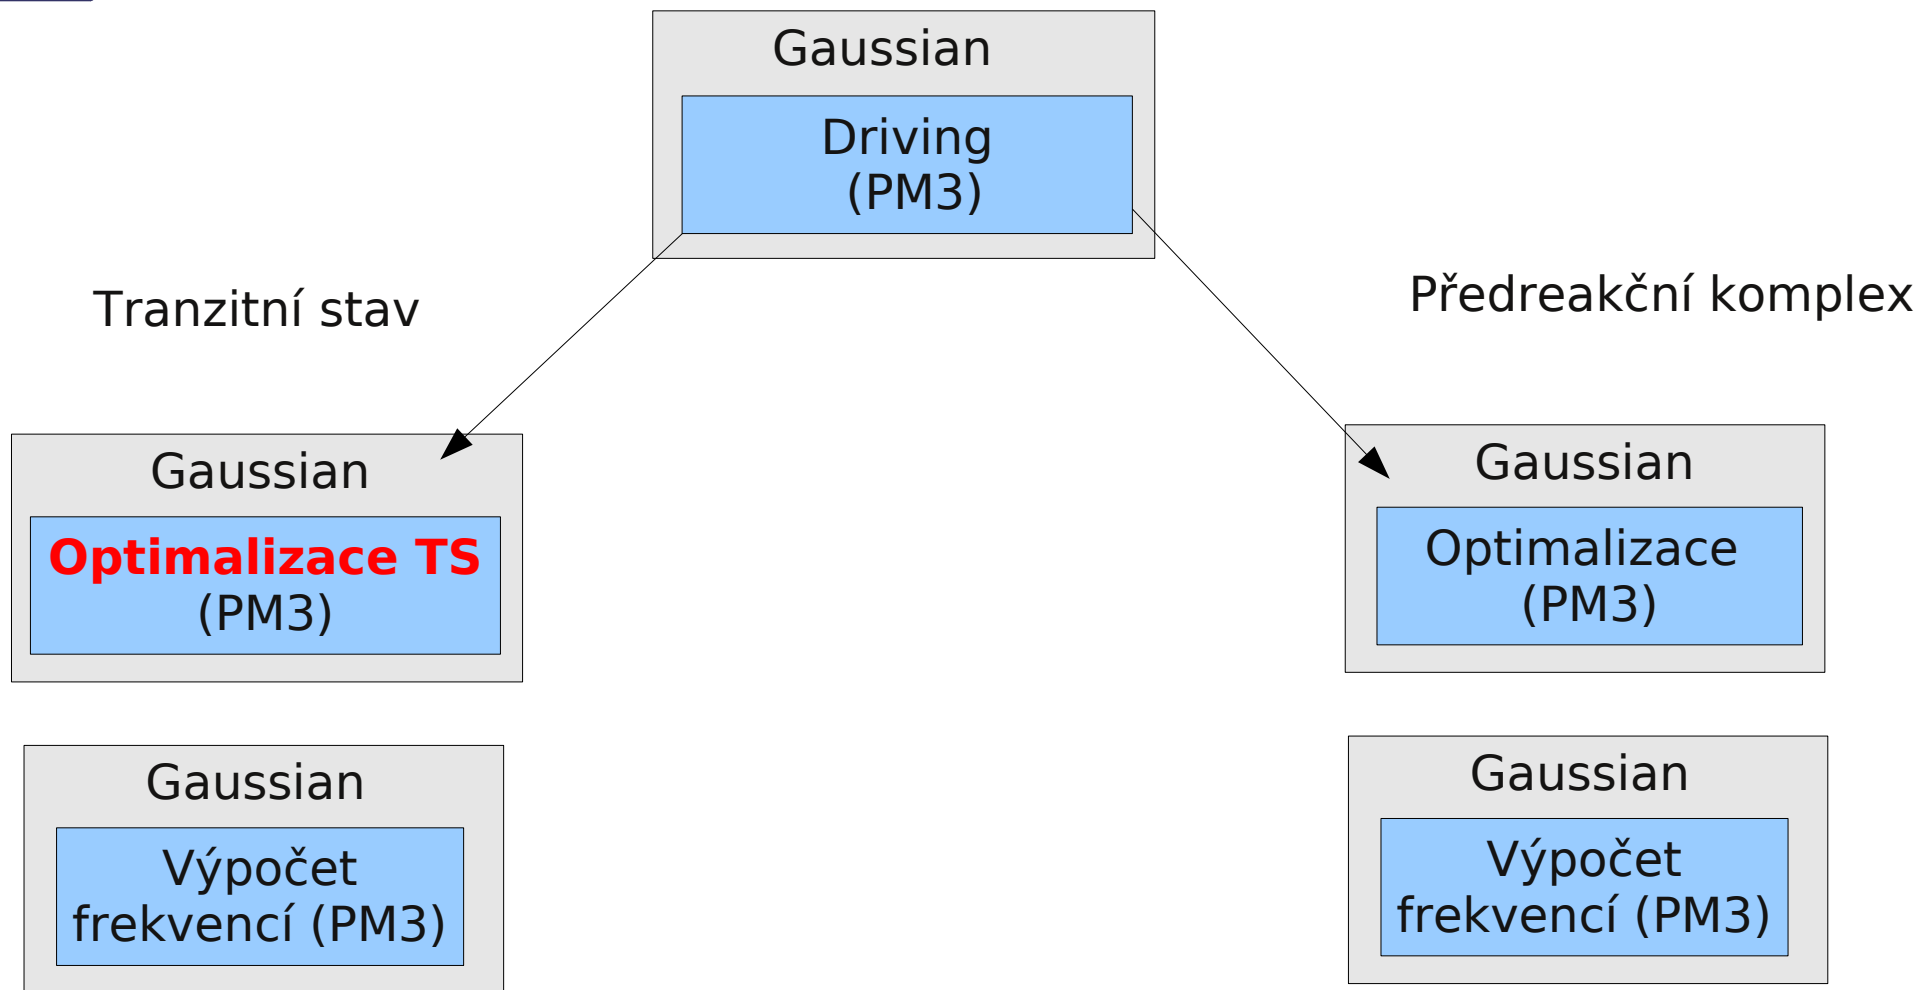 Gaussian
Driving
(PM3)
Tranzitní stav
Předreakční komplex
Gaussian
Optimalizace TS
(PM3)
Gaussian
Optimalizace
(PM3)
Gaussian
Výpočet
frekvencí (PM3)
Gaussian
Výpočet
frekvencí (PM3)